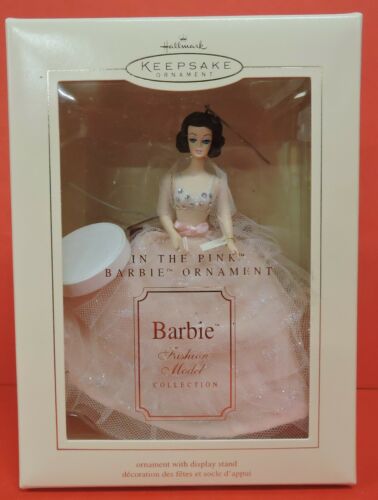 Hallmark
KEEPSAKE
ORNAMENT
IN THE PINK™
BARBIE™ ORNAMENT
Barbie™
Fashion
Model
COLLECTION
ornament with display stand
décoration des fêtes et socle d'appui